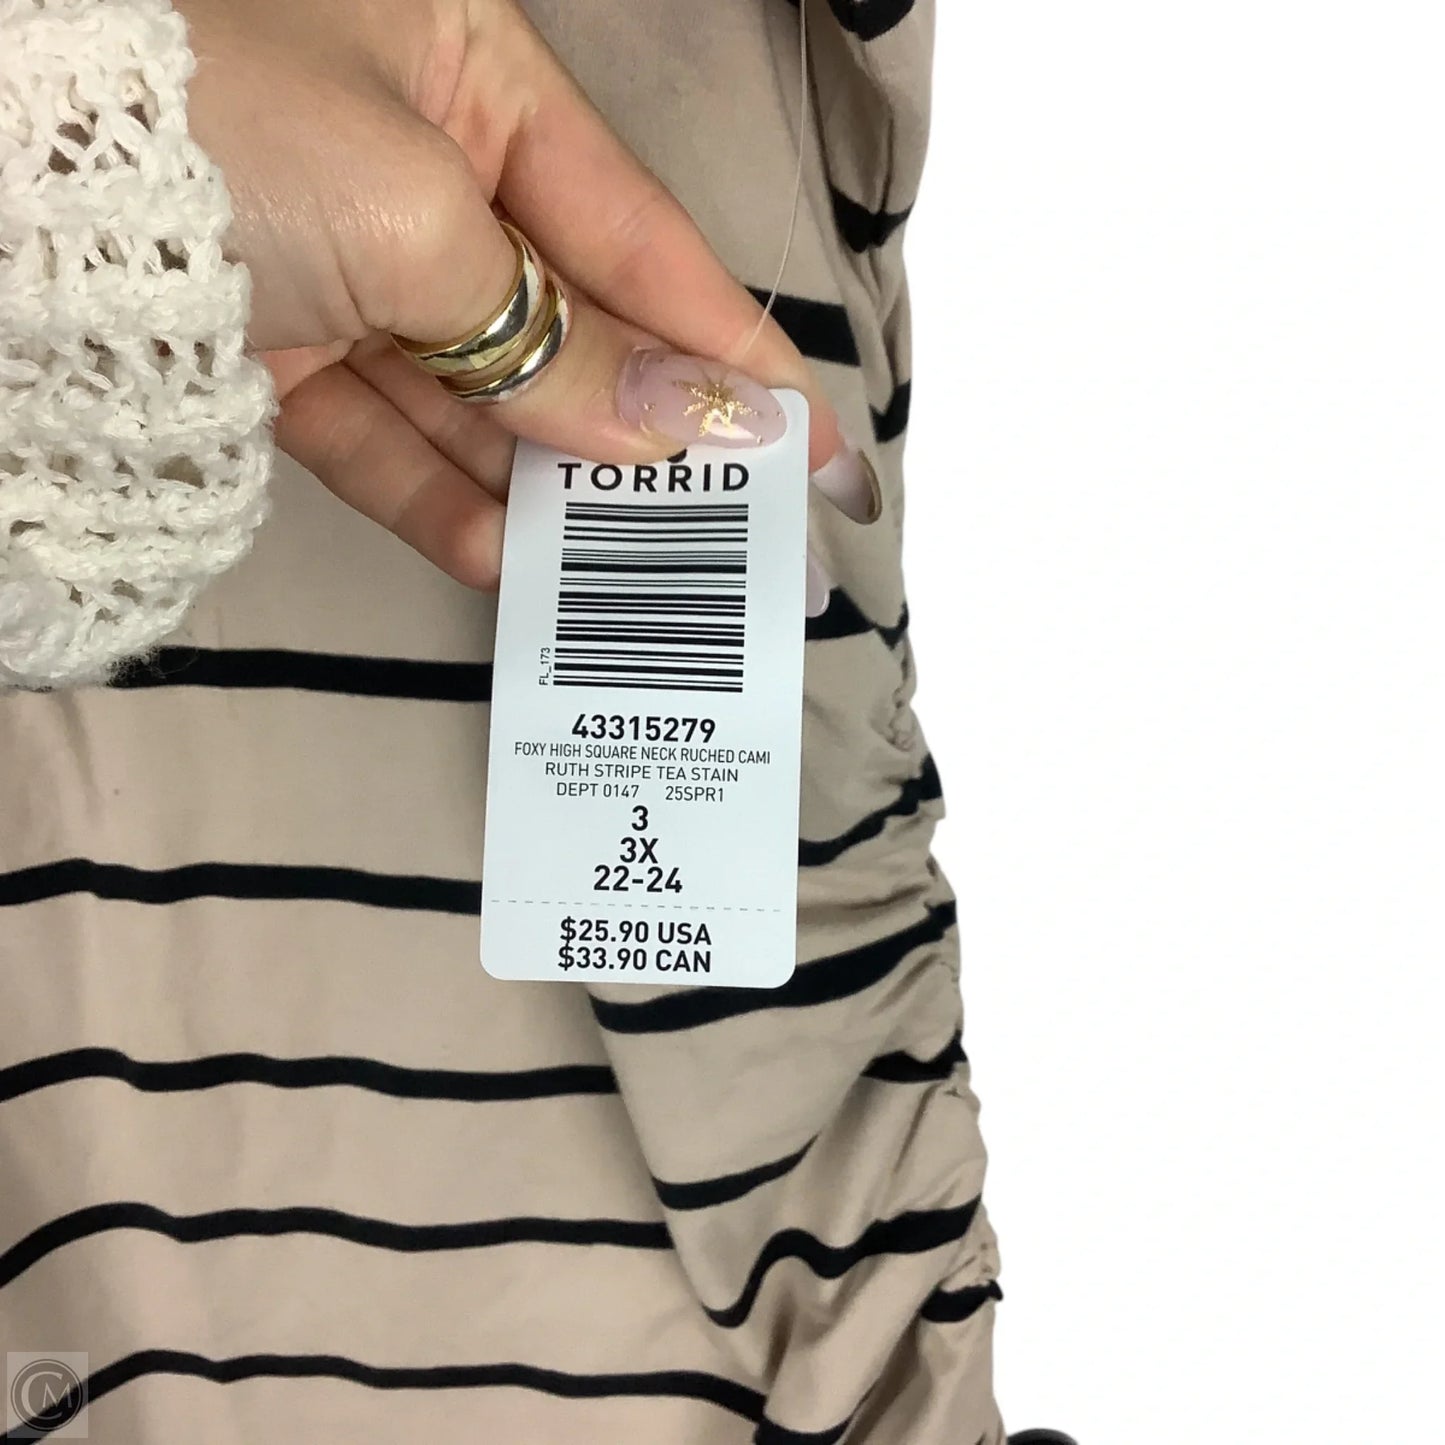 TORRID
FL_173
43315279
FOXY HIGH SQUARE NECK RUCHED CAMI
RUTH STRIPE TEA STAIN
DEPT 0147 25SPR1
3
3X
22-24
$25.90 USA
$33.90 CAN
CM